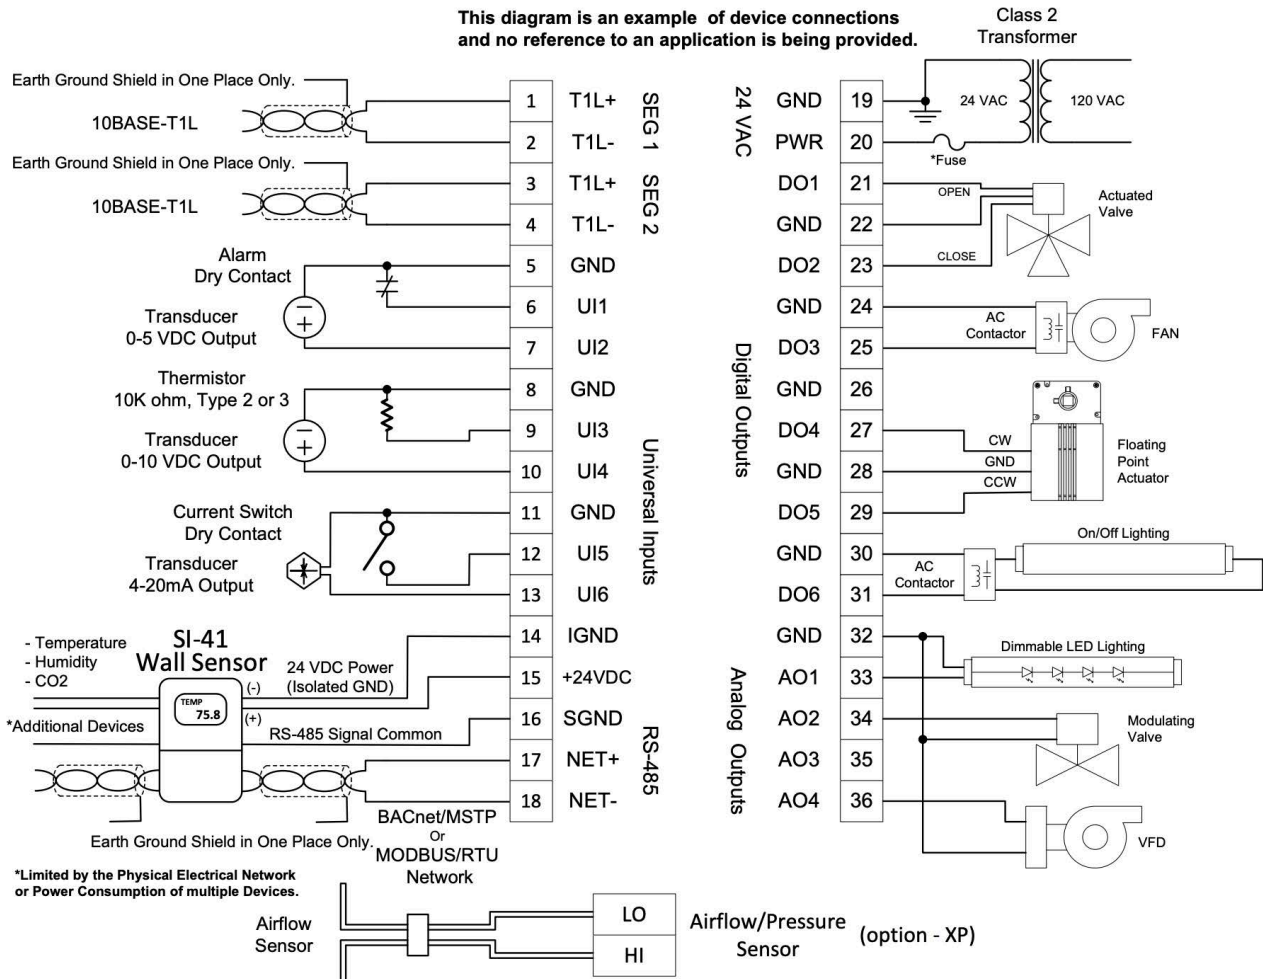 This diagram is an example of device connections
and no reference to an application is being provided.
Class 2
Transformer
Earth Ground Shield in One Place Only.
10BASE-T1L
Earth Ground Shield in One Place Only.
10BASE-T1L
Alarm
Dry Contact
Transducer
0-5 VDC Output
Thermistor
10K ohm, Type 2 or 3
Transducer
0-10 VDC Output
Current Switch
Dry Contact
Transducer
4-20mA Output
- Temperature
- Humidity
- CO2
SI-41
Wall Sensor
TEMP
75.8
(-)
(+)
24 VDC Power
(Isolated GND)
*Additional Devices
RS-485 Signal Common
Earth Ground Shield in One Place Only.
BACnet/MSTP
Or
MODBUS/RTU
Network
*Limited by the Physical Electrical Network
or Power Consumption of multiple Devices.
1 T1L+
2 T1L-
3 T1L+
4 T1L-
5 GND
6 UI1
7 UI2
8 GND
9 UI3
10 UI4
11 GND
12 UI5
13 UI6
14 IGND
15 +24VDC
16 SGND
17 NET+
18 NET-
SEG 1
SEG 2
Universal Inputs
RS-485
24 VAC
Digital Outputs
Analog Outputs
GND 19
PWR 20
DO1 21
GND 22
DO2 23
GND 24
DO3 25
GND 26
DO4 27
GND 28
DO5 29
GND 30
DO6 31
GND 32
AO1 33
AO2 34
AO3 35
AO4 36
24 VAC
120 VAC
*Fuse
OPEN
CLOSE
Actuated
Valve
AC
Contactor
FAN
CW
GND
CCW
Floating
Point
Actuator
On/Off Lighting
AC
Contactor
Dimmable LED Lighting
Modulating
Valve
VFD
Airflow
Sensor
LO
HI
Airflow/Pressure
Sensor
(option - XP)